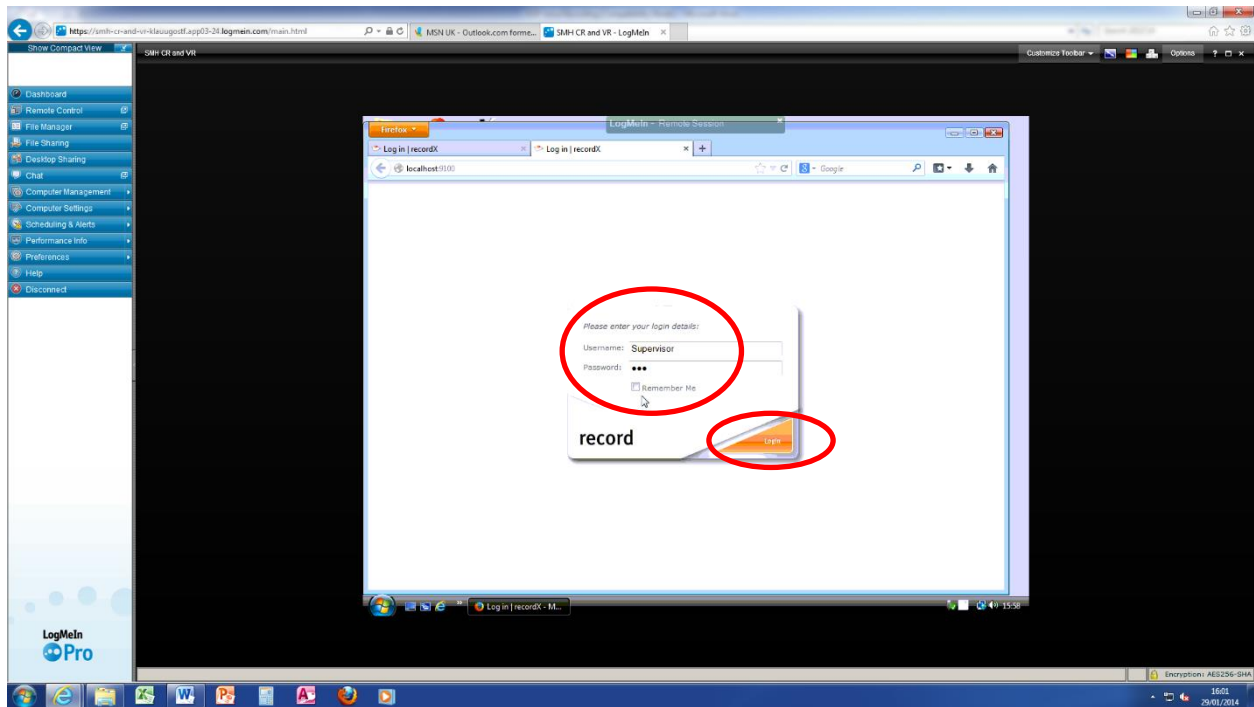 https://smh-cr-and-vr-klauugostf.app03-24.logmein.com/main.html
MSN UK - Outlook.com forme...
SMH CR and VR - LogMeIn
Show Compact View
SMH CR and VR
Customize Toolbar
Options
?
Dashboard
Remote Control
File Manager
File Sharing
Desktop Sharing
Chat
Computer Management
Computer Settings
Scheduling & Alerts
Performance Info
Preferences
Help
Disconnect
LogMeIn - Remote Session
Firefox
Log in | recordX
Log in | recordX
localhost:9100
Google
Please enter your login details:
Username: Supervisor
Password: •••
Remember Me
record
Login
Log in | recordX - M...
15:58
LogMeIn
Pro
Encryption: AES256-SHA
16:01
29/01/2014